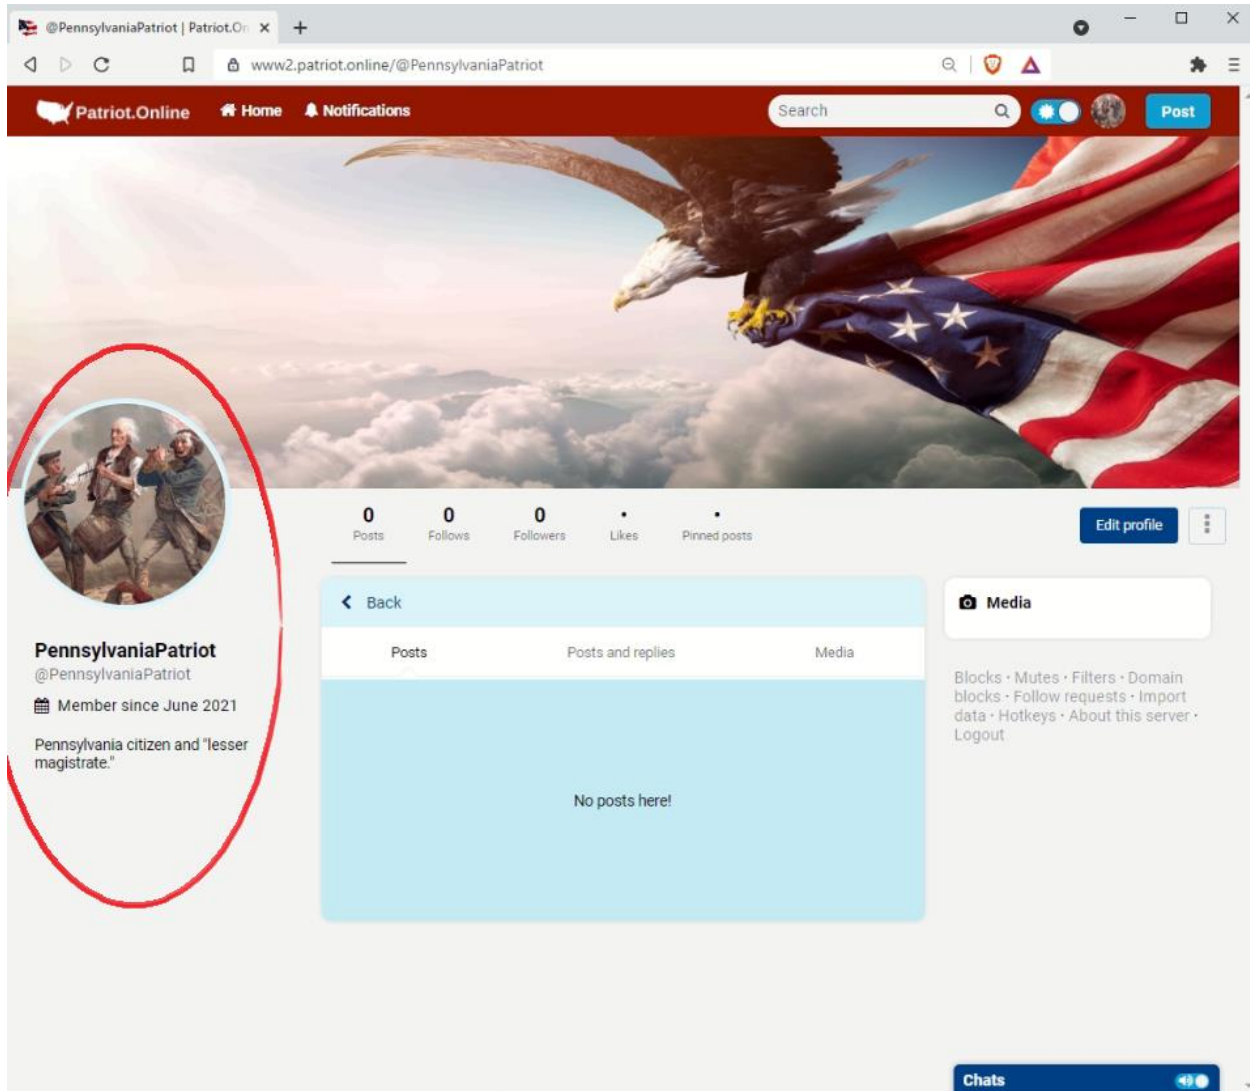 @PennsylvaniaPatriot | Patriot.On
www2.patriot.online/@PennsylvaniaPatriot
Patriot.Online Home Notifications Search Post
0 0 0 • •
Posts Follows Followers Likes Pinned posts
Edit profile
PennsylvaniaPatriot
@PennsylvaniaPatriot
Member since June 2021
Pennsylvania citizen and "lesser
magistrate."
Back
Posts Posts and replies Media
No posts here!
Media
Blocks • Mutes • Filters • Domain
blocks • Follow requests • Import
data • Hotkeys • About this server •
Logout
Chats